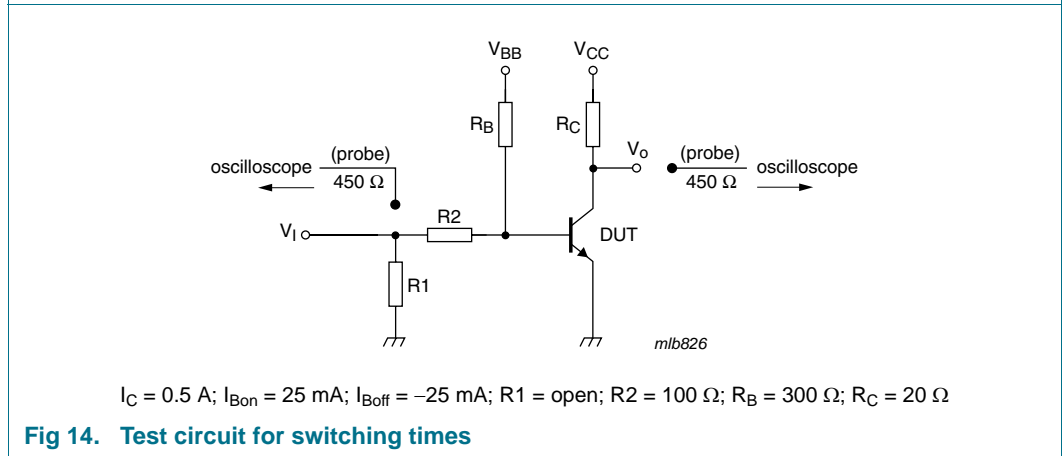 VBB VCC
RB RC
oscilloscope (probe) Vo (probe) oscilloscope
450 Ω 450 Ω
R2
VI DUT
R1
mlb826
IC = 0.5 A; IBon = 25 mA; IBoff = −25 mA; R1 = open; R2 = 100 Ω; RB = 300 Ω; RC = 20 Ω
Fig 14. Test circuit for switching times